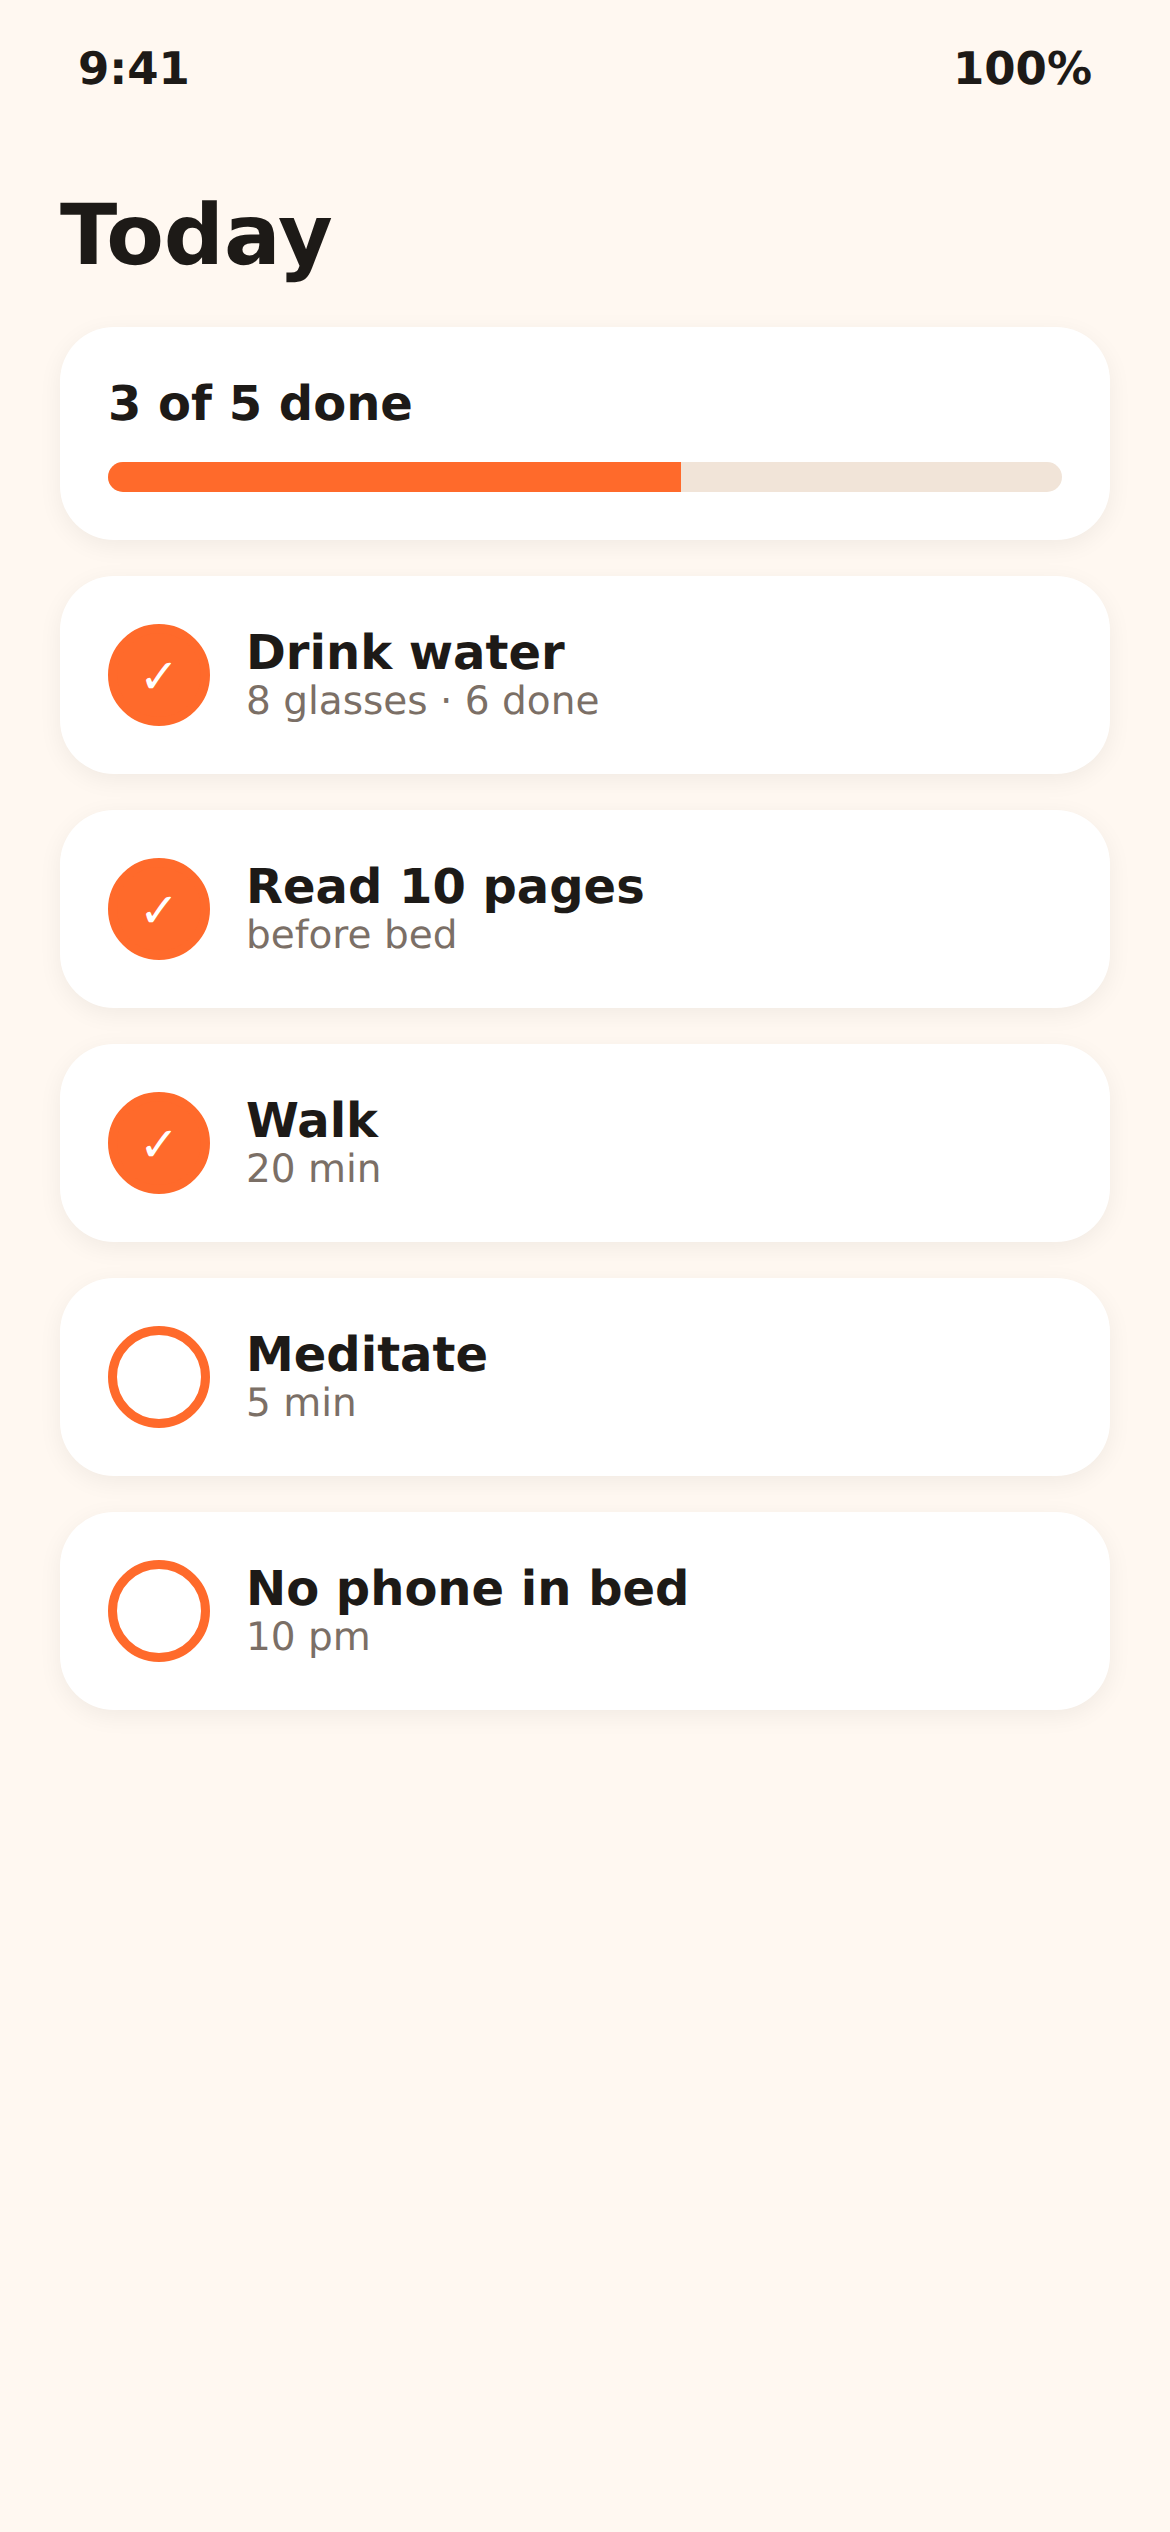 9:41 100%
Today
3 of 5 done
✓ Drink water
8 glasses · 6 done
✓ Read 10 pages
before bed
✓ Walk
20 min
Meditate
5 min
No phone in bed
10 pm